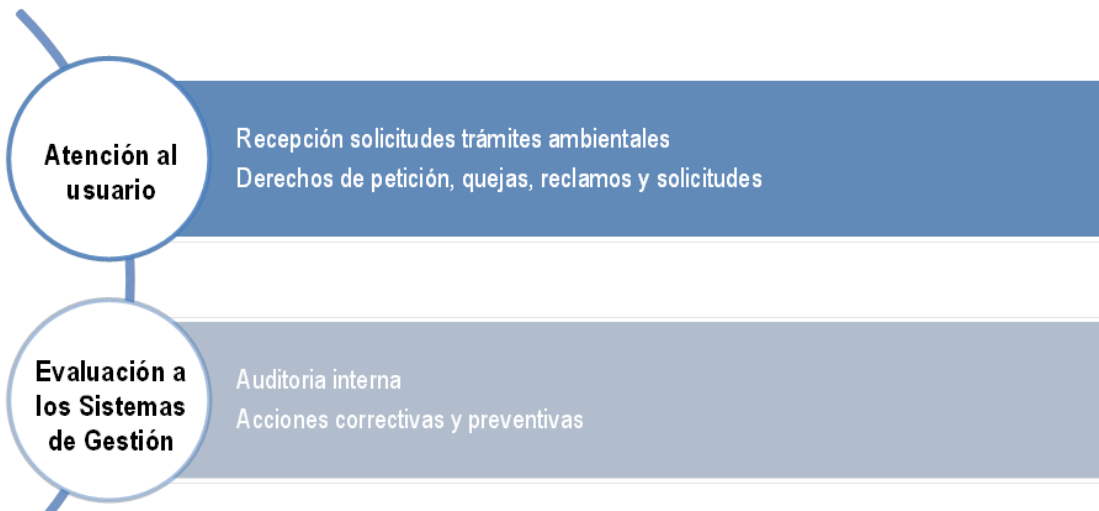 Atención al
usuario
Recepción solicitudes trámites ambientales
Derechos de petición, quejas, reclamos y solicitudes
Evaluación a
los Sistemas
de Gestión
Auditoria interna
Acciones correctivas y preventivas